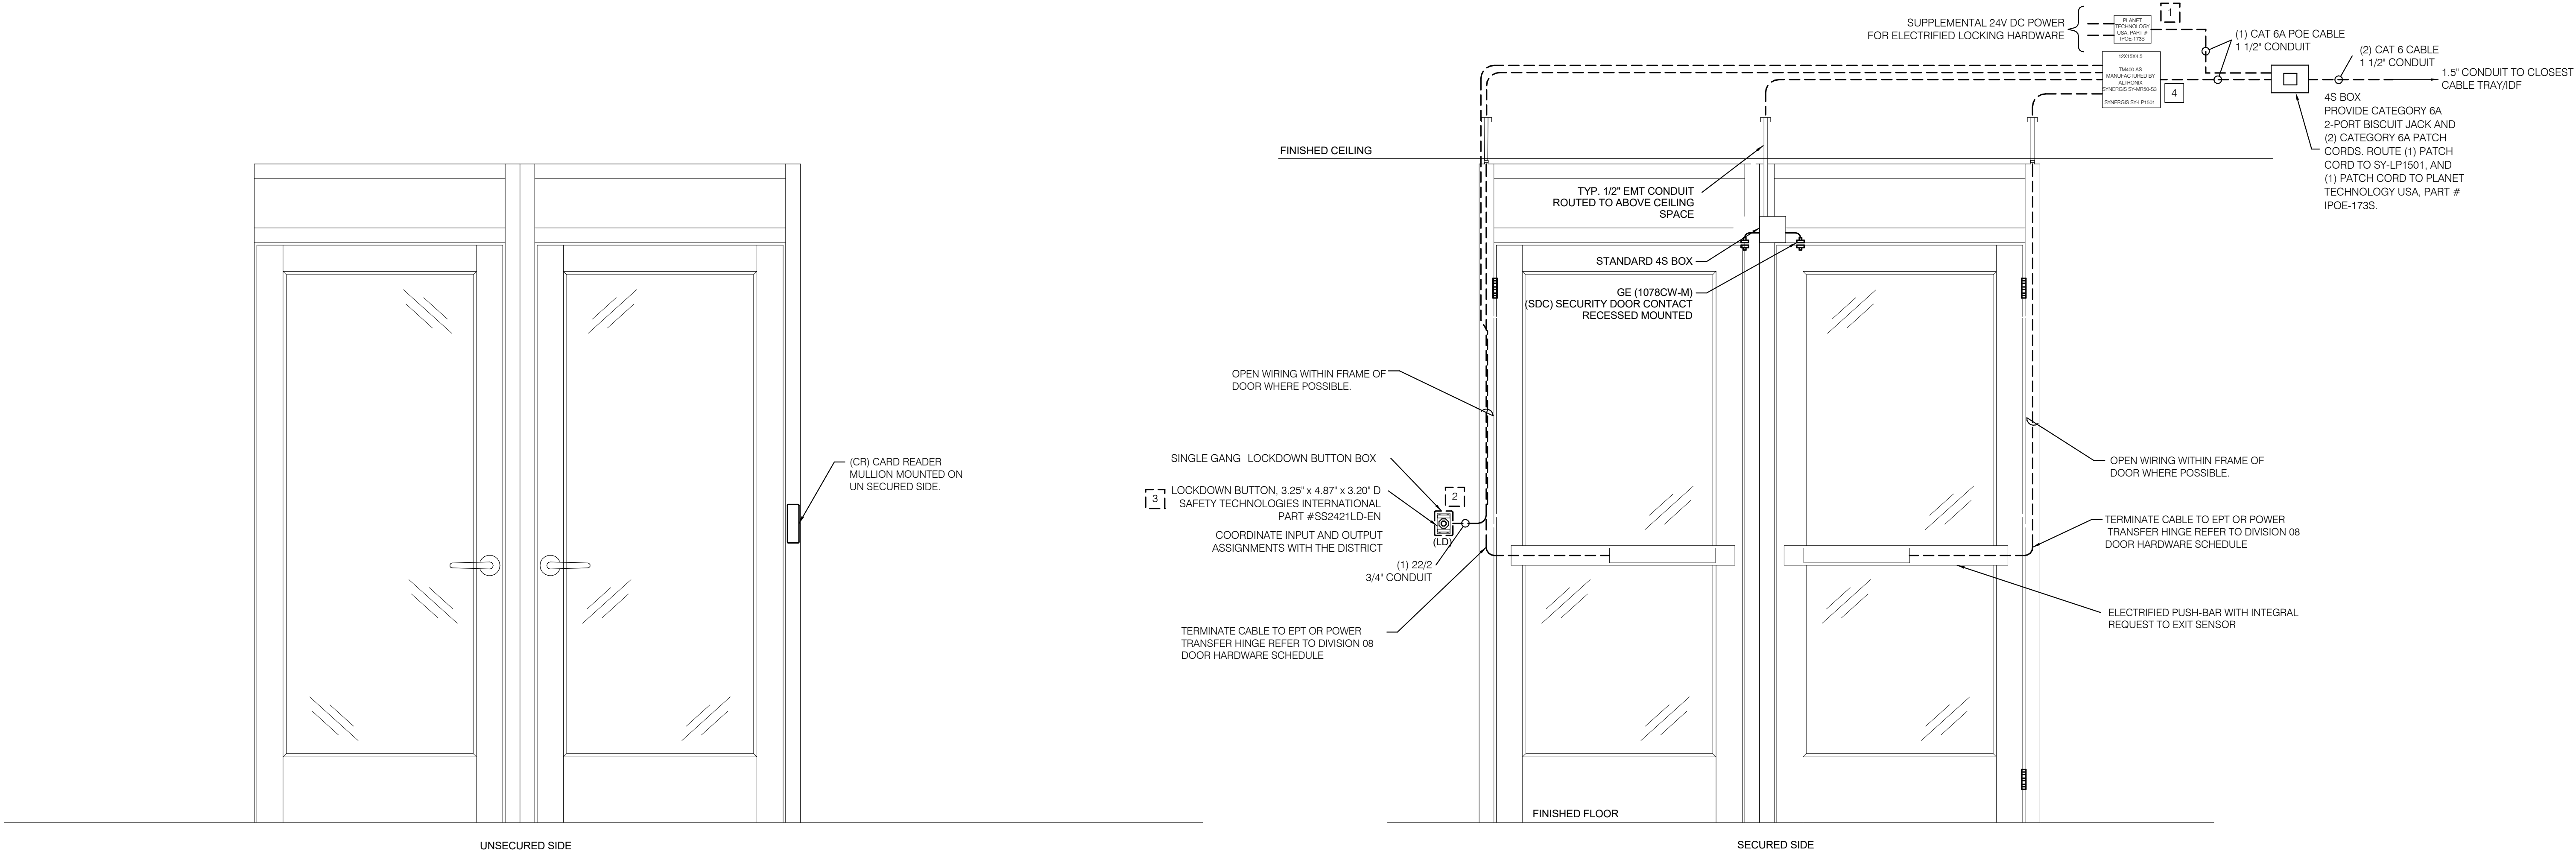 SUPPLEMENTAL 24V DC POWER
FOR ELECTRIFIED LOCKING HARDWARE
PLANET
TECHNOLOGY
USA, PART #
IPOE-173S
1
(1) CAT 6A POE CABLE
1 1/2" CONDUIT
(2) CAT 6 CABLE
1 1/2" CONDUIT
1.5" CONDUIT TO CLOSEST
CABLE TRAY/IDF
12X15X4.5
TM400 AS
MANUFACTURED BY
ALTRONIX
SYNERGIS SY-MR50-S3
SYNERGIS SY-LP1501
4
4S BOX
PROVIDE CATEGORY 6A
2-PORT BISCUIT JACK AND
(2) CATEGORY 6A PATCH
CORDS. ROUTE (1) PATCH
CORD TO SY-LP1501, AND
(1) PATCH CORD TO PLANET
TECHNOLOGY USA, PART #
IPOE-173S.
FINISHED CEILING
TYP. 1/2" EMT CONDUIT
ROUTED TO ABOVE CEILING
SPACE
STANDARD 4S BOX
GE (1078CW-M)
(SDC) SECURITY DOOR CONTACT
RECESSED MOUNTED
OPEN WIRING WITHIN FRAME OF
DOOR WHERE POSSIBLE.
(CR) CARD READER
MULLION MOUNTED ON
UN SECURED SIDE.
SINGLE GANG LOCKDOWN BUTTON BOX
3
LOCKDOWN BUTTON, 3.25" x 4.87" x 3.20" D
SAFETY TECHNOLOGIES INTERNATIONAL
PART #SS2421LD-EN
2
COORDINATE INPUT AND OUTPUT
ASSIGNMENTS WITH THE DISTRICT
(LD)
(1) 22/2
3/4" CONDUIT
TERMINATE CABLE TO EPT OR POWER
TRANSFER HINGE REFER TO DIVISION 08
DOOR HARDWARE SCHEDULE
OPEN WIRING WITHIN FRAME OF
DOOR WHERE POSSIBLE.
TERMINATE CABLE TO EPT OR POWER
TRANSFER HINGE REFER TO DIVISION 08
DOOR HARDWARE SCHEDULE
ELECTRIFIED PUSH-BAR WITH INTEGRAL
REQUEST TO EXIT SENSOR
FINISHED FLOOR
UNSECURED SIDE
SECURED SIDE